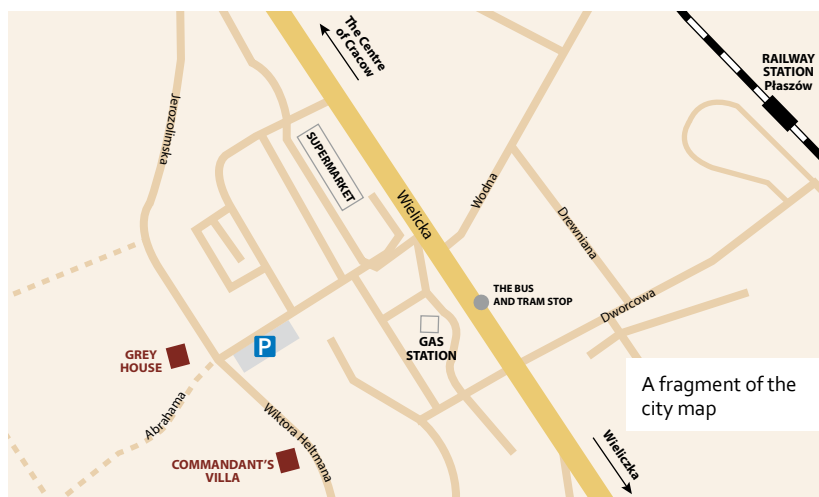 The Centre
of Cracow
RAILWAY
STATION
Płaszów
Jerozolimska
SUPERMARKET
Wielicka
Wodna
Drewniana
THE BUS
AND TRAM STOP
Dworcowa
P
GAS
STATION
GREY
HOUSE
A fragment of the
city map
Abrahama
Wiktora Heltmana
Wieliczka
COMMANDANT'S
VILLA